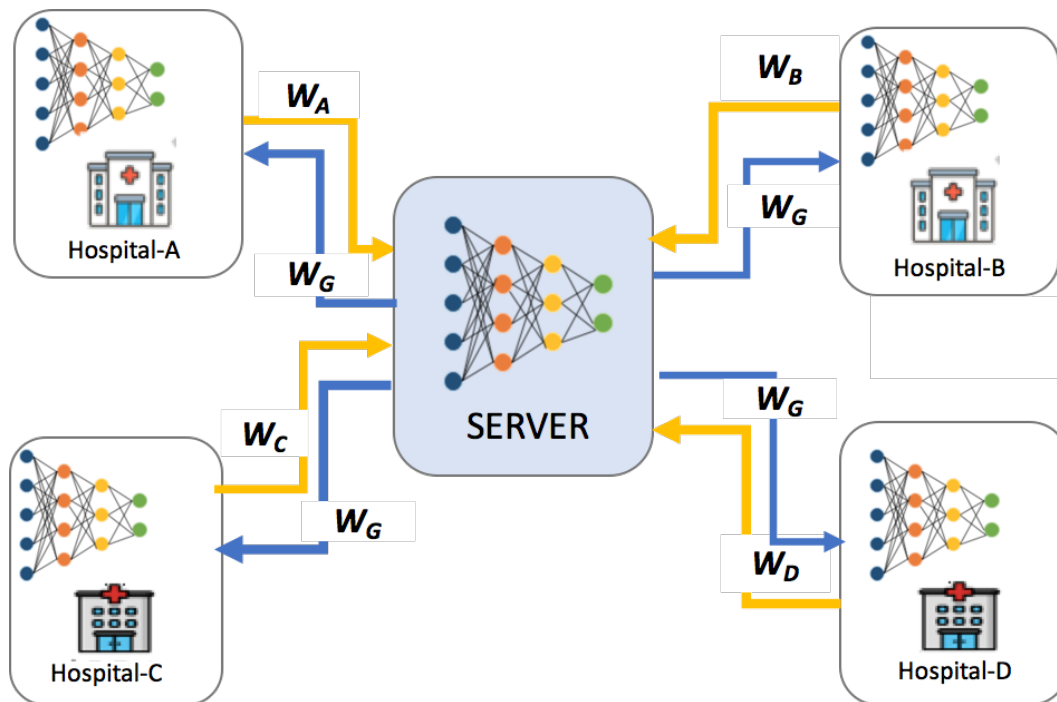 W_A
W_B
Hospital-A
W_G
W_G
Hospital-B
SERVER
W_C
W_G
W_G
W_D
Hospital-C
Hospital-D